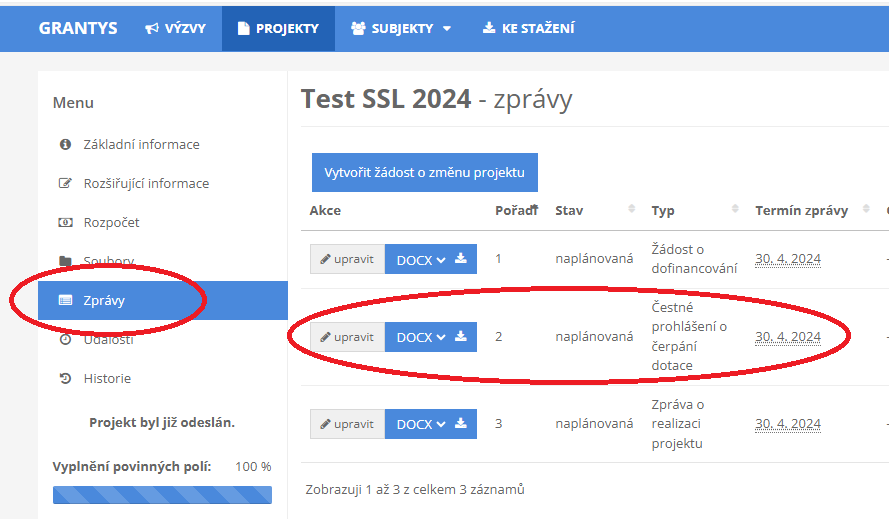 GRANTYS VÝZVY PROJEKTY SUBJEKTY KE STAŽENÍ
Menu
Základní informace
Rozšiřující informace
Rozpočet
Soubory
Zprávy
Události
Historie
Projekt byl již odeslán.
Vyplnění povinných polí: 100 %
Test SSL 2024 - zprávy
Vytvořit žádost o změnu projektu
Akce Pořadí Stav Typ Termín zprávy
upravit DOCX 1 naplánovaná Žádost o
dofinancování 30. 4. 2024
upravit DOCX 2 naplánovaná Čestné
prohlášení o
čerpání
dotace 30. 4. 2024
upravit DOCX 3 naplánovaná Zpráva o
realizaci
projektu 30. 4. 2024
Zobrazuji 1 až 3 z celkem 3 záznamů